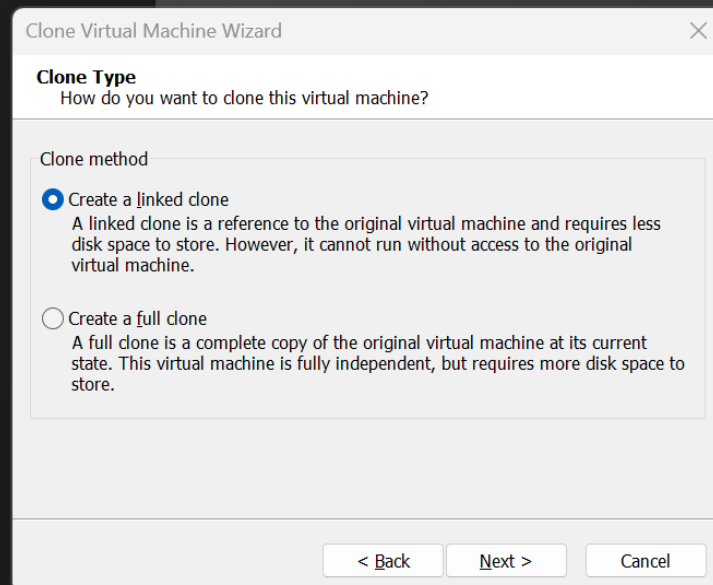 Clone Virtual Machine Wizard
Clone Type
How do you want to clone this virtual machine?
Clone method
Create a linked clone
A linked clone is a reference to the original virtual machine and requires less
disk space to store. However, it cannot run without access to the original
virtual machine.
Create a full clone
A full clone is a complete copy of the original virtual machine at its current
state. This virtual machine is fully independent, but requires more disk space to
store.
< Back
Next >
Cancel